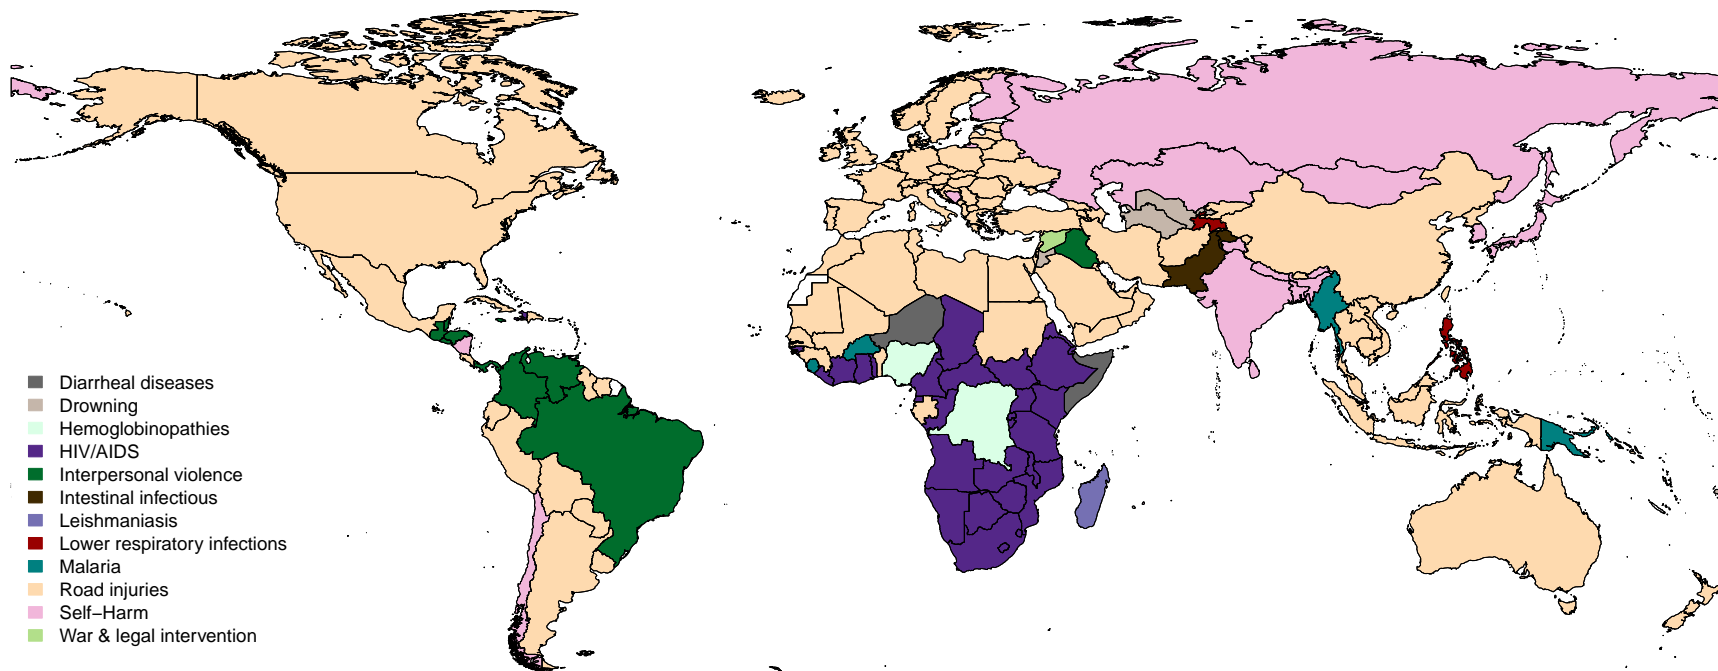 Diarrheal diseases
Drowning
Hemoglobinopathies
HIV/AIDS
Interpersonal violence
Intestinal infectious
Leishmaniasis
Lower respiratory infections
Malaria
Road injuries
Self−Harm
War & legal intervention